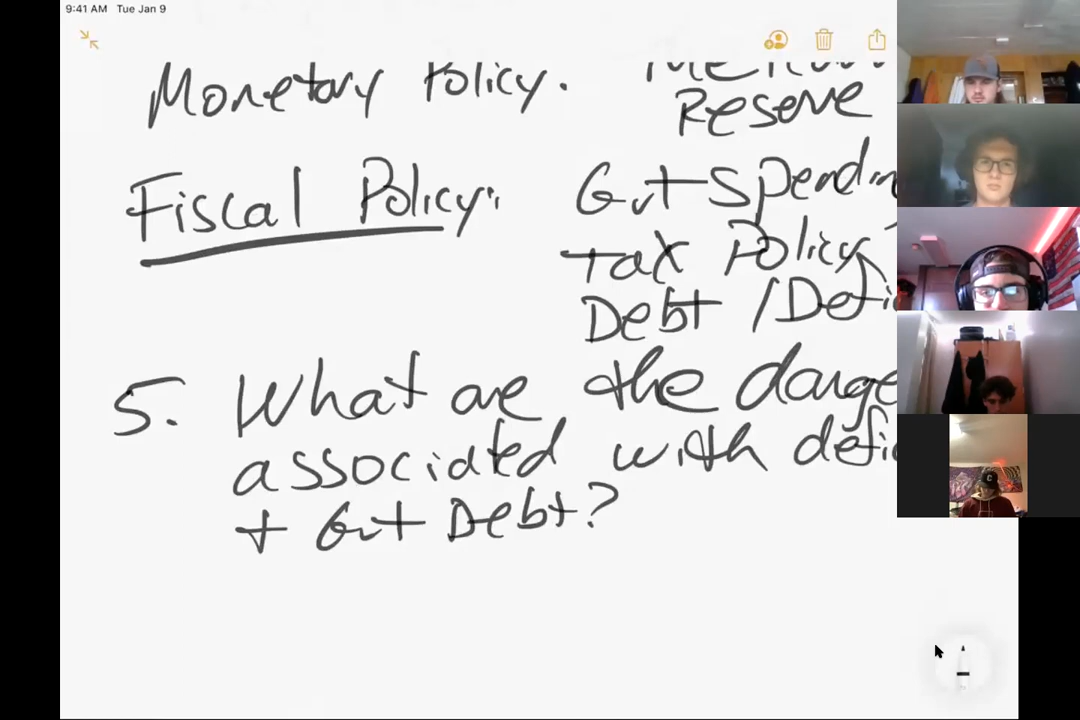 9:41 AM Tue Jan 9
Monetary Policy.
Reserve
Fiscal Policy:
Gvt Spendin
Tax Policy
Debt / Defi
5. What are the dange
associated with defi
+ Gvt Debt?